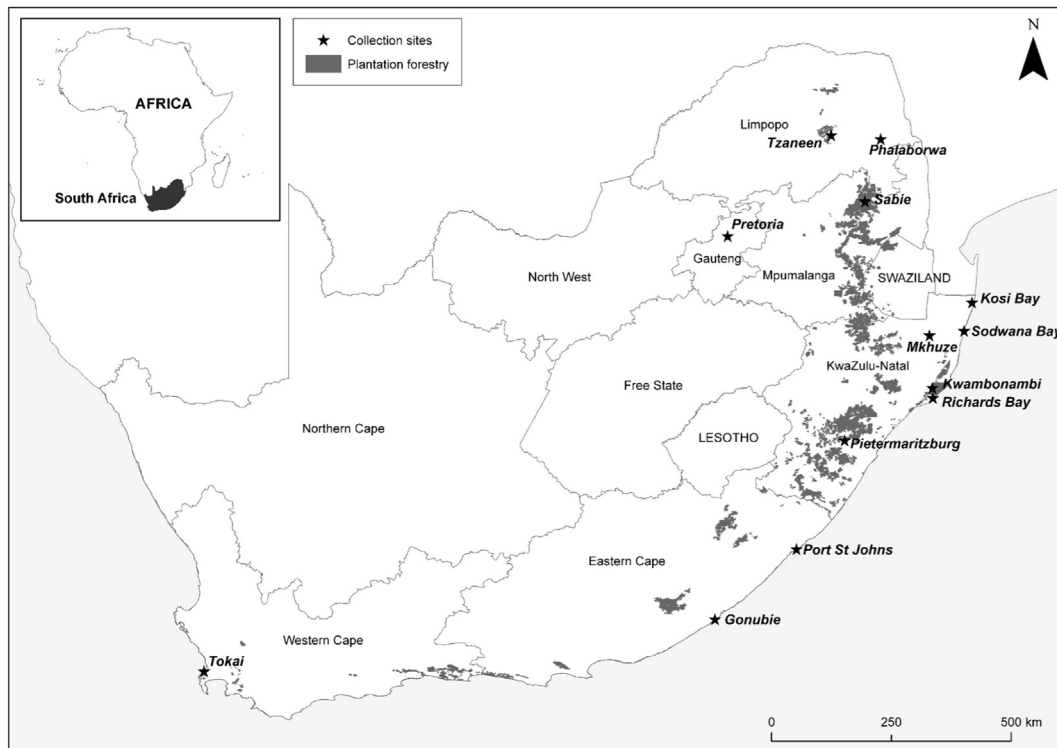 AFRICA
South Africa
Collection sites
Plantation forestry
N
Limpopo
Tzaneen
Phalaborwa
Sabie
Pretoria
Gauteng
North West
Mpumalanga
SWAZILAND
Kosi Bay
Sodwana Bay
Mkhuze
KwaZulu-Natal
Free State
Kwambonambi
Richards Bay
Northern Cape
LESOTHO
Pietermaritzburg
Port St Johns
Eastern Cape
Gonubie
Western Cape
Tokai
0 250 500 km